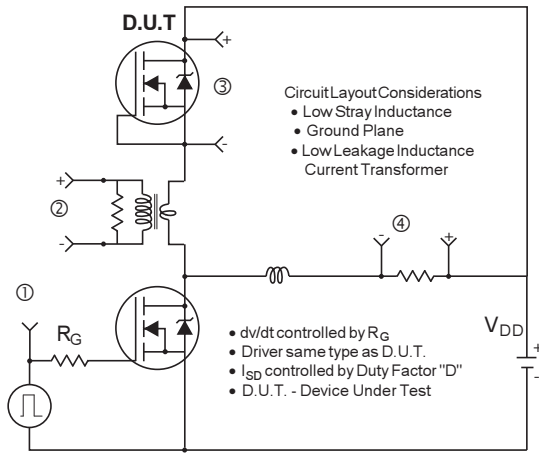 D.U.T
+
③
-
Circuit Layout Considerations
• Low Stray Inductance
• Ground Plane
• Low Leakage Inductance
Current Transformer
+
②
-
④
-
+
①
RG
• dv/dt controlled by RG
• Driver same type as D.U.T.
• ISD controlled by Duty Factor "D"
• D.U.T. - Device Under Test
VDD
+
-